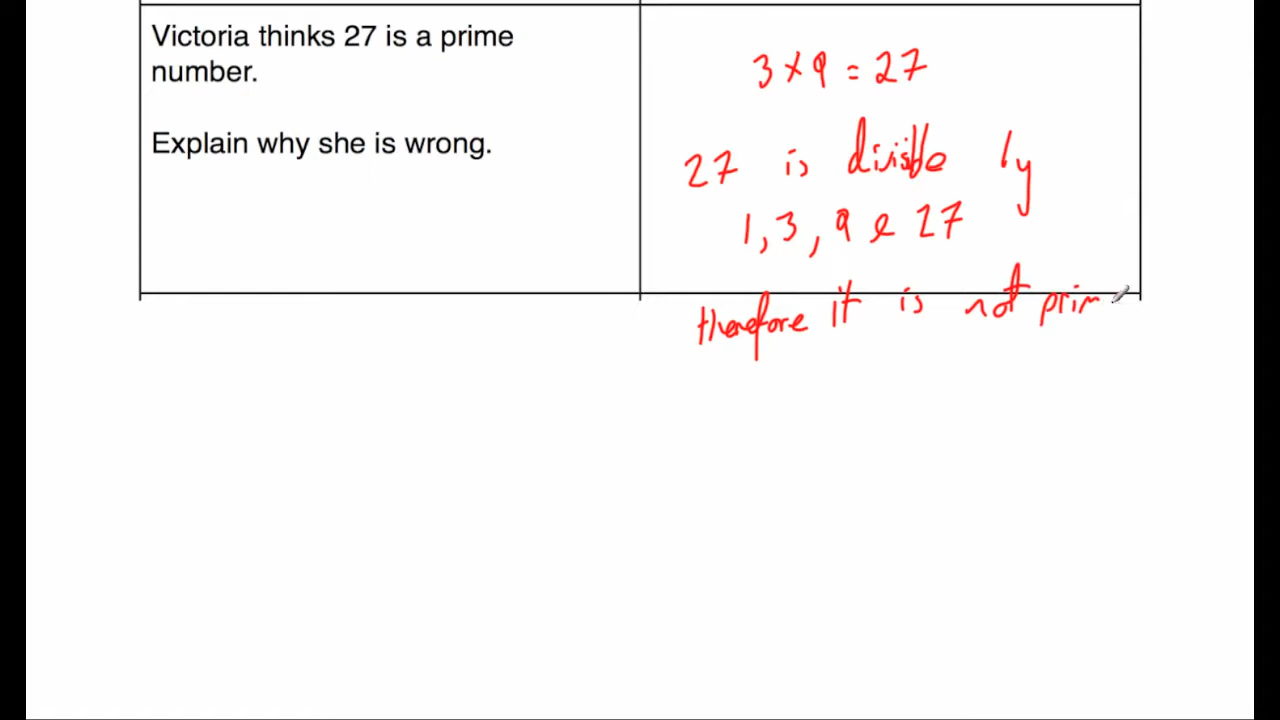 Victoria thinks 27 is a prime
number.
Explain why she is wrong.
3 × 9 = 27
27 is divisible by
1, 3, 9 & 27
therefore it is not prim